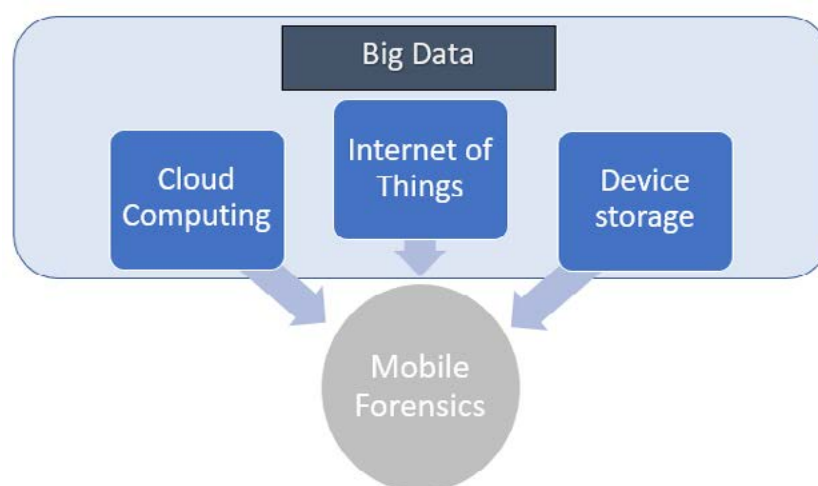 Big Data
Cloud
Computing
Internet of
Things
Device
storage
Mobile
Forensics